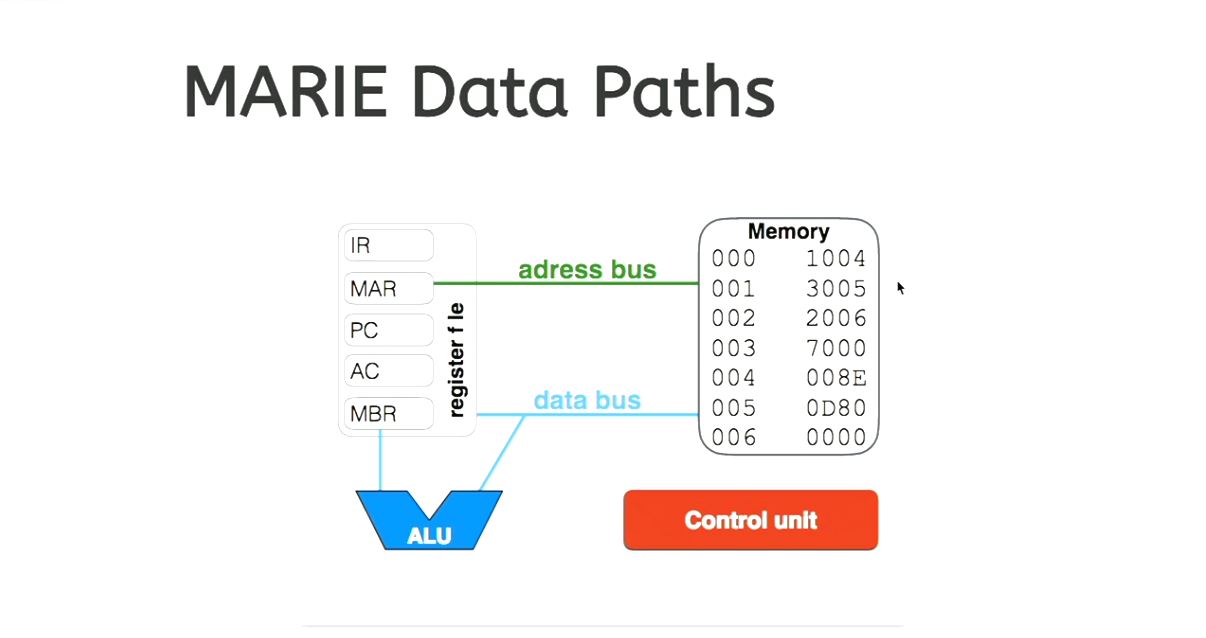 MARIE Data Paths
IR
MAR
PC
AC
MBR
register f le
adress bus
data bus
ALU
Memory
000 1004
001 3005
002 2006
003 7000
004 008E
005 0D80
006 0000
Control unit